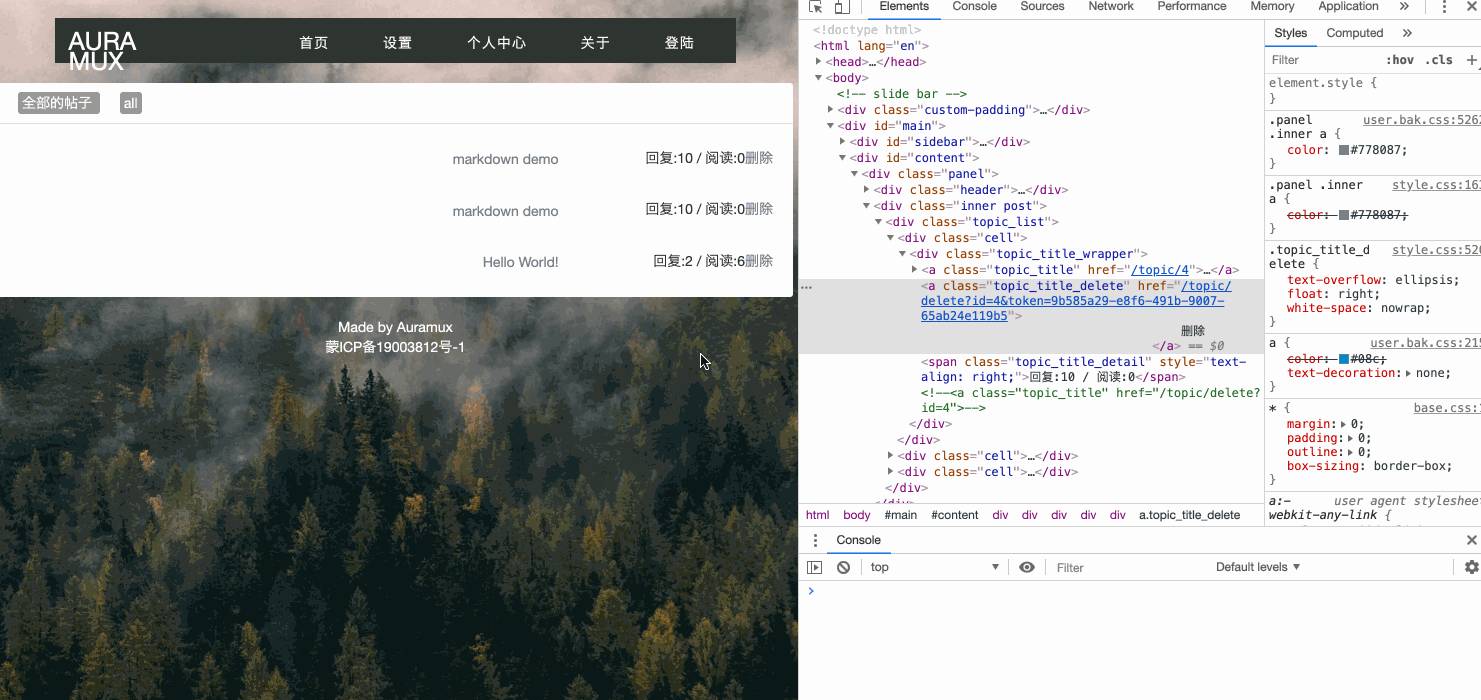 AURA
MUX
首页
设置
个人中心
关于
登陆
全部的帖子
all
markdown demo
回复:10 / 阅读:0删除
markdown demo
回复:10 / 阅读:0删除
Hello World!
回复:2 / 阅读:6删除
Made by Auramux
蒙ICP备19003812号-1
Elements
Console
Sources
Network
Performance
Memory
Application
»
<!doctype html>
<html lang="en">
<head>…</head>
<body>
<!-- slide bar -->
<div class="custom-padding">…</div>
<div id="main">
<div id="sidebar">…</div>
<div id="content">
<div class="panel">
<div class="header">…</div>
<div class="inner post">
<div class="topic_list">
<div class="cell">
<div class="topic_title_wrapper">
<a class="topic_title" href="/topic/4">…</a>
<a class="topic_title_delete" href="/topic/
delete?id=4&token=9b585a29-e8f6-491b-9007-
65ab24e119b5">
删除
</a> == $0
<span class="topic_title_detail" style="text-
align: right;">回复:10 / 阅读:0</span>
<!--<a class="topic_title" href="/topic/delete?
id=4">-->
</div>
</div>
<div class="cell">…</div>
<div class="cell">…</div>
</div>
html body #main #content div div div div div a.topic_title_delete
Styles
Computed
»
Filter
:hov .cls +
element.style {
}
.panel user.bak.css:5262
.inner a {
color: #778087;
}
.panel .inner style.css:163
a {
color: #778087;
}
.topic_title_d style.css:520
elete {
text-overflow: ellipsis;
float: right;
white-space: nowrap;
}
a { user.bak.css:215
color: #08c;
text-decoration: none;
}
* { base.css:
margin: 0;
padding: 0;
outline: 0;
box-sizing: border-box;
}
a:- user agent stylesheet
webkit-any-link {
Console
top
Filter
Default levels